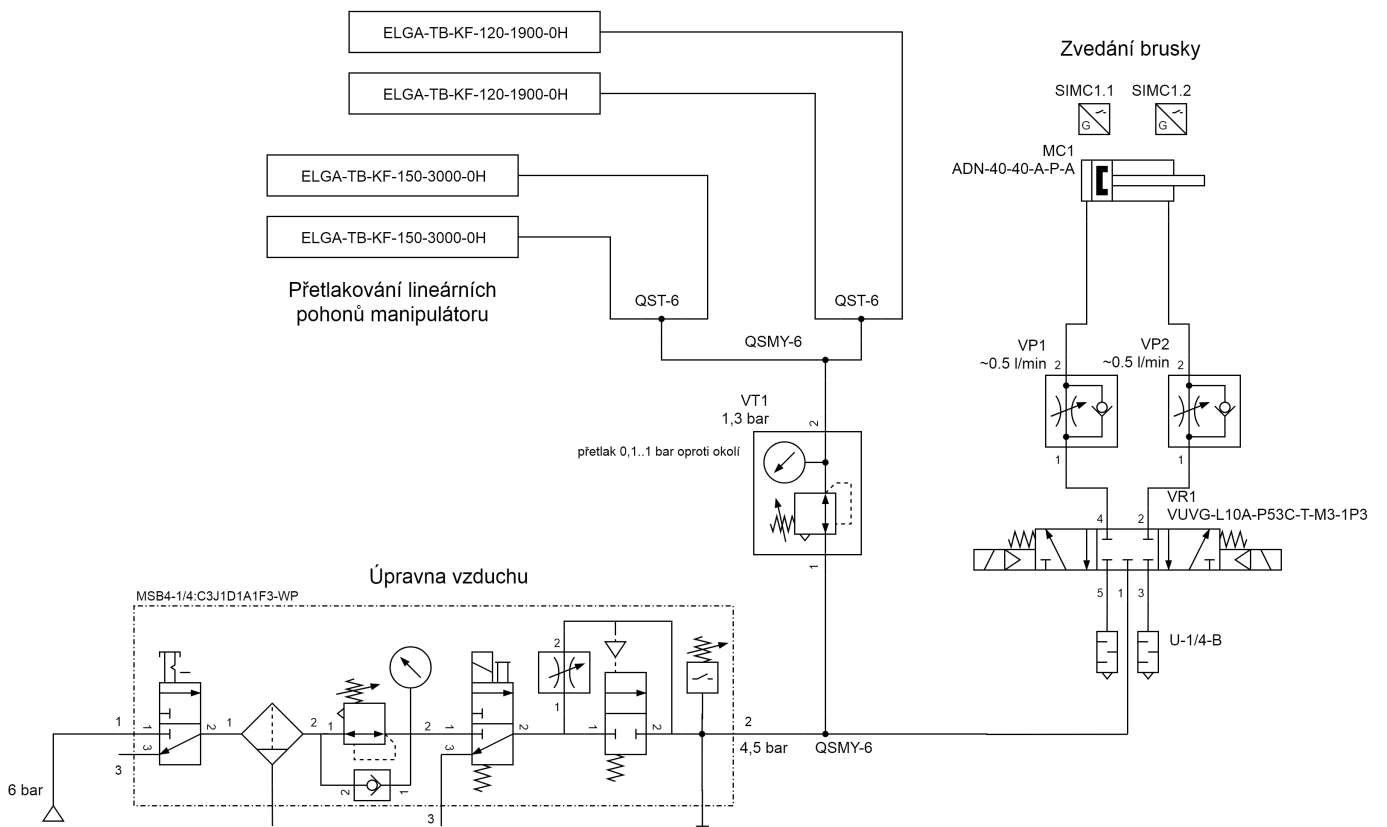 ELGA-TB-KF-120-1900-0H
ELGA-TB-KF-120-1900-0H
ELGA-TB-KF-150-3000-0H
ELGA-TB-KF-150-3000-0H
Přetlakování lineárních
pohonů manipulátoru
QST-6
QST-6
QSMY-6
VT1
1,3 bar
2
přetlak 0,1..1 bar oproti okolí
1
Zvedání brusky
SIMC1.1
SIMC1.2
G
G
MC1
ADN-40-40-A-P-A
VP1
~0.5 l/min
2
1
VP2
~0.5 l/min
2
1
VR1
VUVG-L10A-P53C-T-M3-1P3
4
2
5
1
3
U-1/4-B
Úpravna vzduchu
MSB4-1/4:C3J1D1A1F3-WP
1
3
1
3
2
1
2
1
2
2
1
1
3
2
3
2
1
1
2
2
4,5 bar
QSMY-6
6 bar